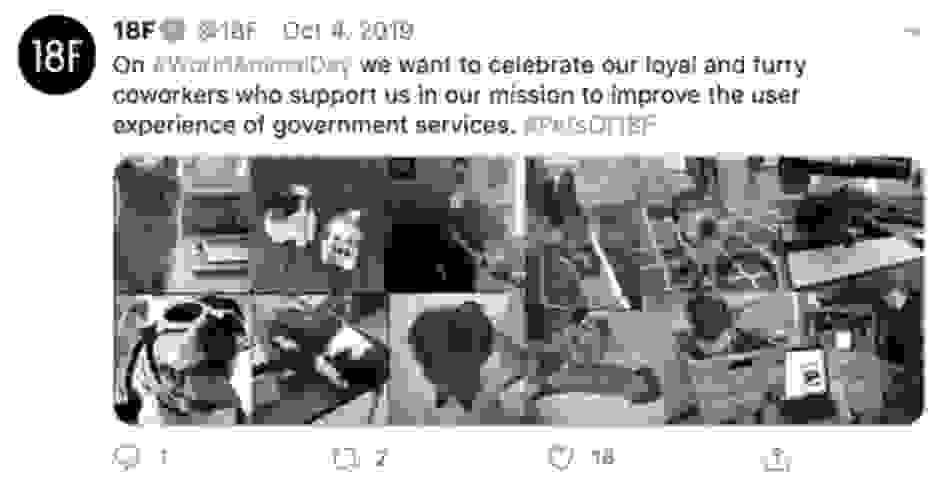 18F
18F @18F Oct 4, 2019
On #WorldAnimalDay we want to celebrate our loyal and furry
coworkers who support us in our mission to improve the user
experience of government services. #PetsOf18F
1 2 18